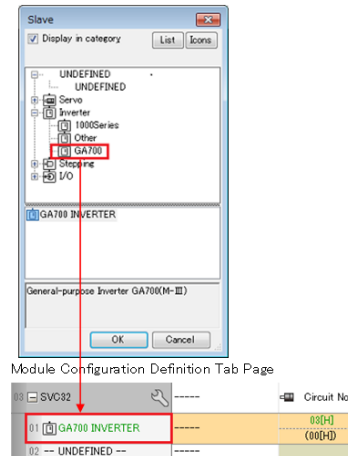 Slave
Display in category
List
Icons
UNDEFINED
UNDEFINED
Servo
Inverter
1000Series
Other
GA700
Stepping
I/O
GA700 INVERTER
General-purpose Inverter GA700(M-Ⅲ)
OK
Cancel
Module Configuration Definition Tab Page
03 SVC32 ----- Circuit No
01 GA700 INVERTER ----- 03[H]
(00[H])
02 -- UNDEFINED -- -----